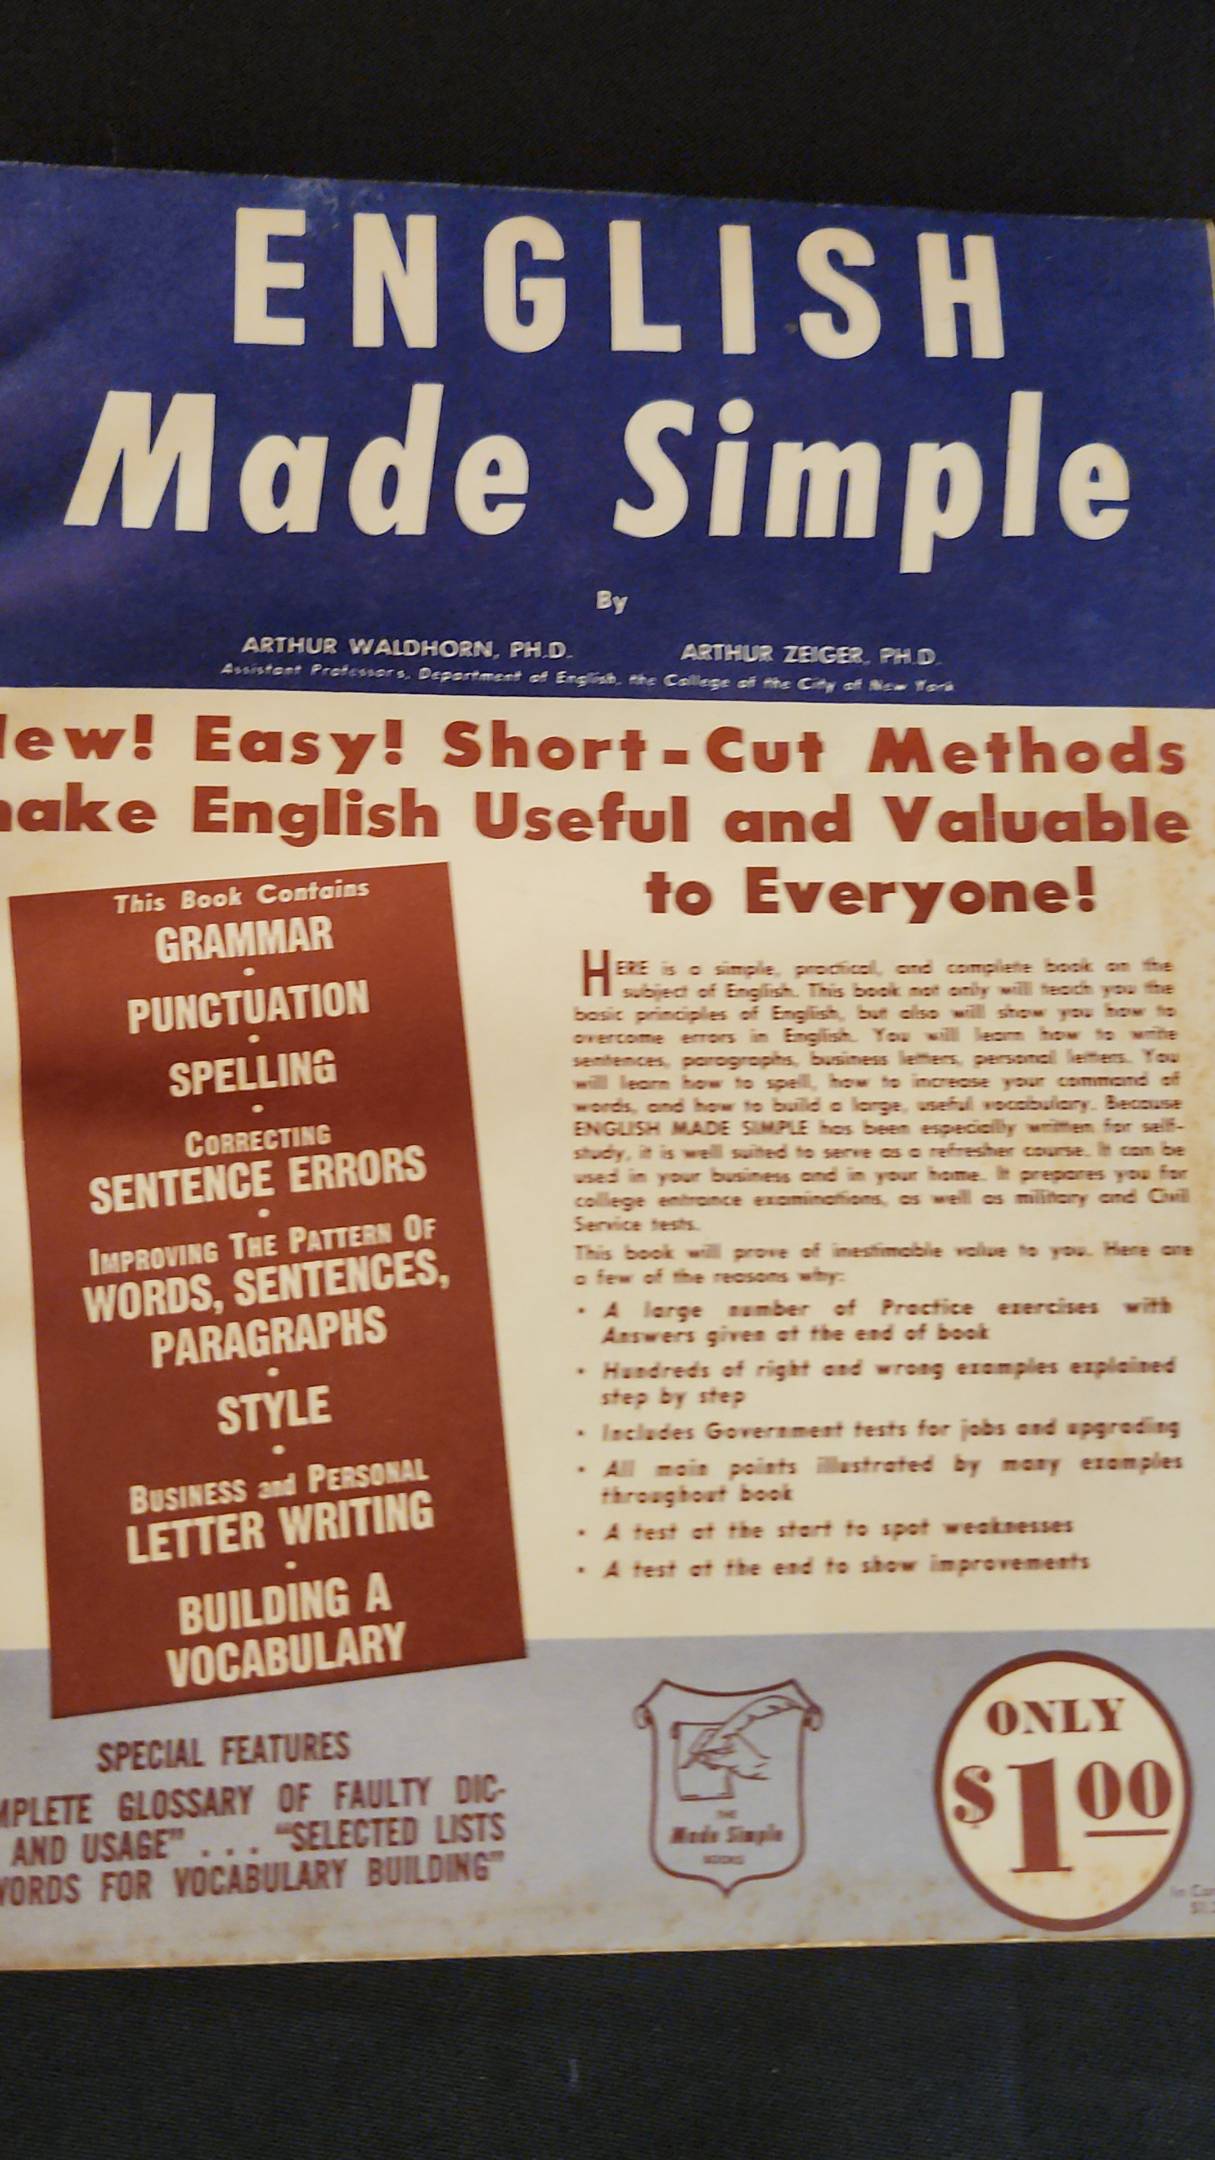 ENGLISH
Made Simple
By
ARTHUR WALDHORN, PH.D. ARTHUR ZEIGER, PH.D.
Assistant Professors, Department of English, the College of the City of New York
ew! Easy! Short-Cut Methods
ake English Useful and Valuable
to Everyone!
This Book Contains
GRAMMAR
•
PUNCTUATION
•
SPELLING
•
CORRECTING
SENTENCE ERRORS
•
IMPROVING THE PATTERN OF
WORDS, SENTENCES,
PARAGRAPHS
•
STYLE
•
BUSINESS and PERSONAL
LETTER WRITING
•
BUILDING A
VOCABULARY
HERE is a simple, practical, and complete book on the
subject of English. This book not only will teach you the
basic principles of English, but also will show you how to
overcome errors in English. You will learn how to write
sentences, paragraphs, business letters, personal letters. You
will learn how to spell, how to increase your command of
words, and how to build a large, useful vocabulary. Because
ENGLISH MADE SIMPLE has been especially written for self-
study, it is well suited to serve as a refresher course. It can be
used in your business and in your home. It prepares you for
college entrance examinations, as well as military and Civil
Service tests.
This book will prove of inestimable value to you. Here are
a few of the reasons why:
• A large number of Practice exercises with
Answers given at the end of book
• Hundreds of right and wrong examples explained
step by step
• Includes Government tests for jobs and upgrading
• All main points illustrated by many examples
throughout book
• A test at the start to spot weaknesses
• A test at the end to show improvements
SPECIAL FEATURES
MPLETE GLOSSARY OF FAULTY DIC-
AND USAGE" . . . "SELECTED LISTS
WORDS FOR VOCABULARY BUILDING"
THE
Made Simple
BOOKS
ONLY
$1.00
In